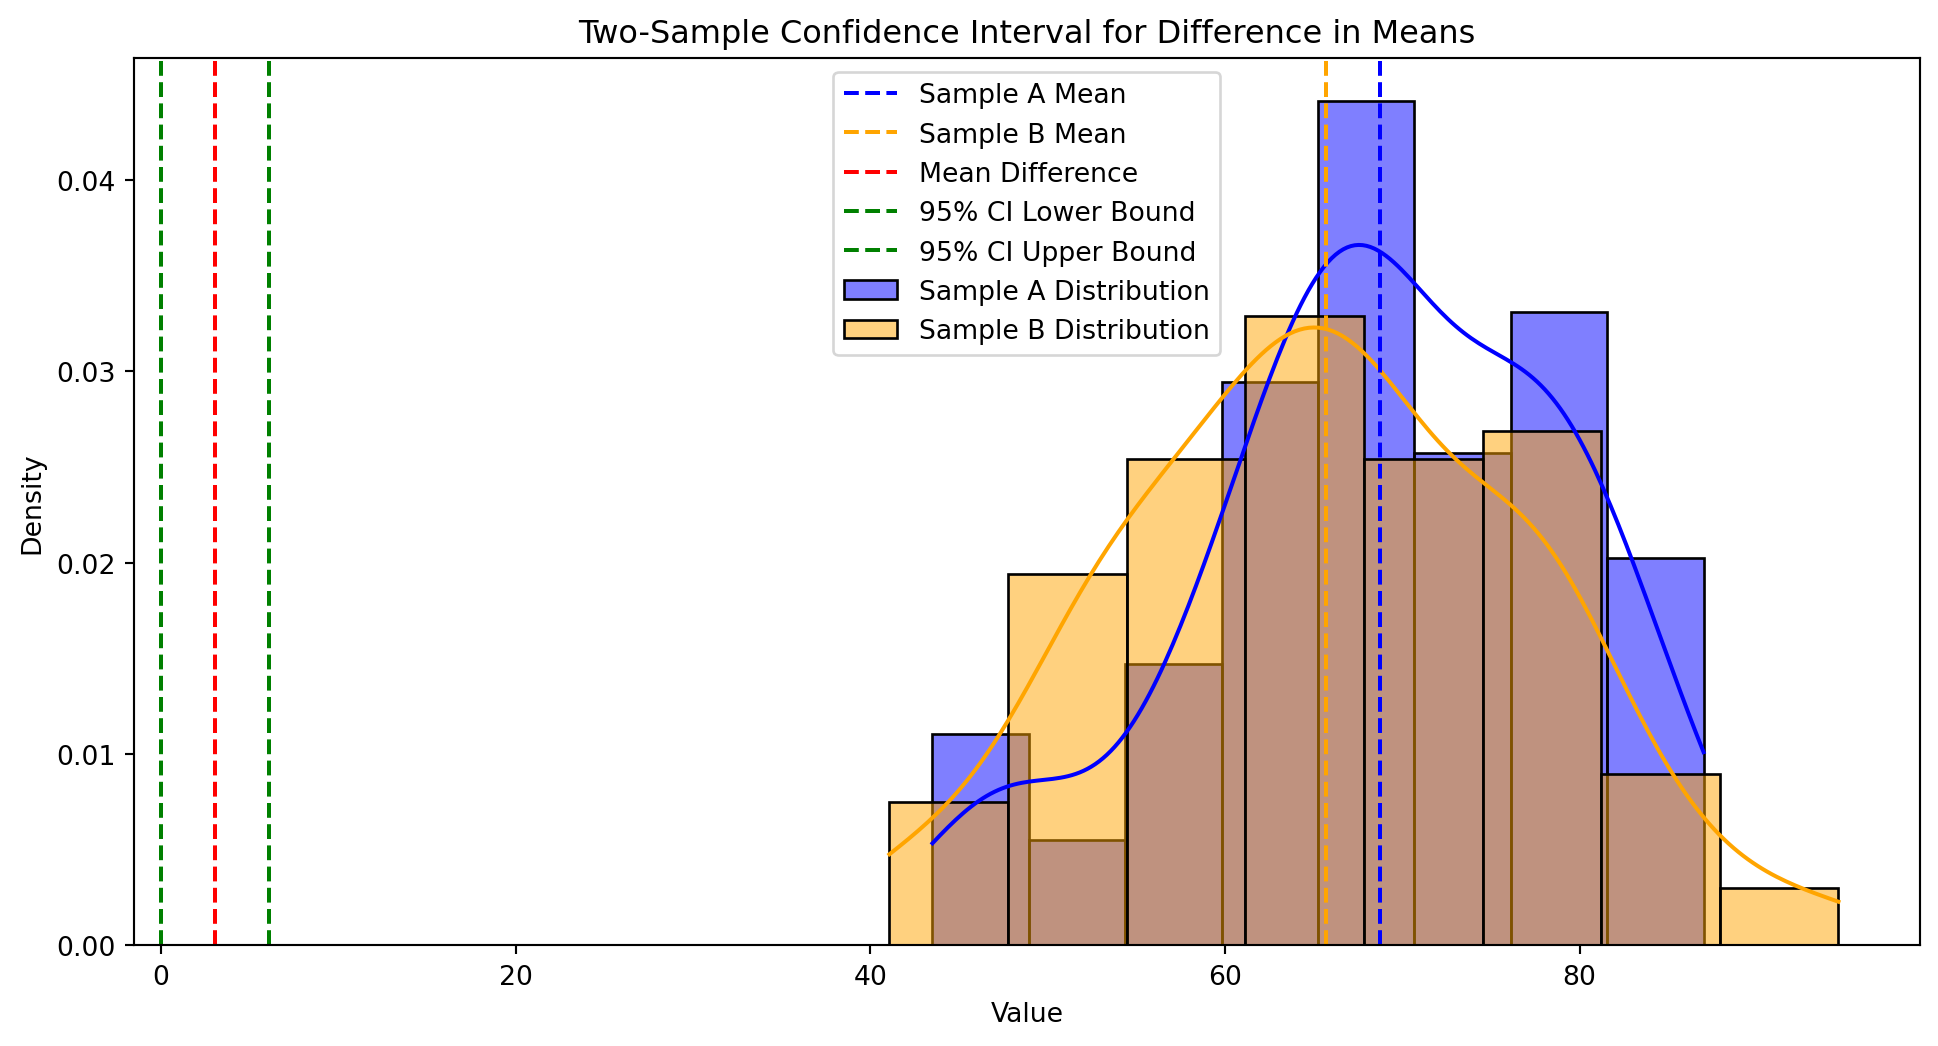 Two-Sample Confidence Interval for Difference in Means
Sample A Mean
Sample B Mean
Mean Difference
95% CI Lower Bound
95% CI Upper Bound
Sample A Distribution
Sample B Distribution
0.04
0.03
0.02
0.01
0.00
Density
0 20 40 60 80
Value